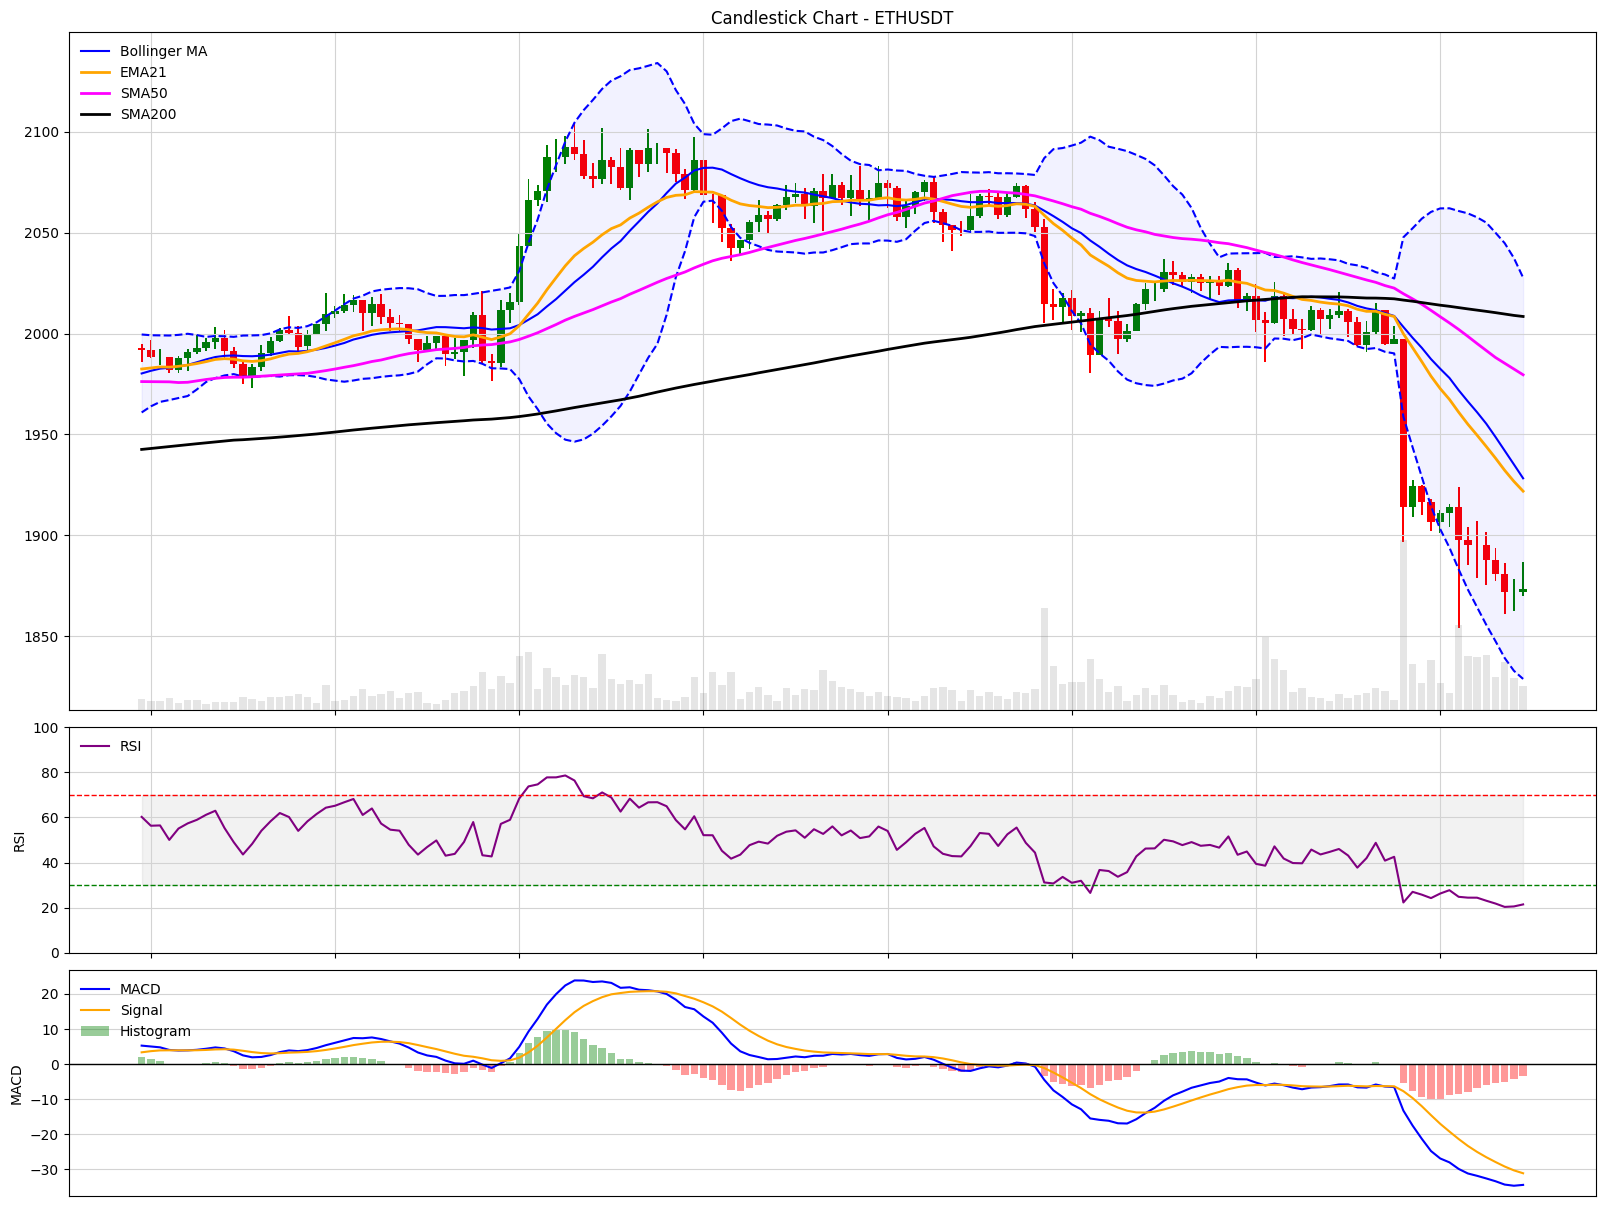 Candlestick Chart - ETHUSDT
Bollinger MA
EMA21
SMA50
SMA200
2100
2050
2000
1950
1900
1850
RSI
100
80
60
40
20
0
RSI
MACD
Signal
Histogram
20
10
0
−10
−20
−30
MACD